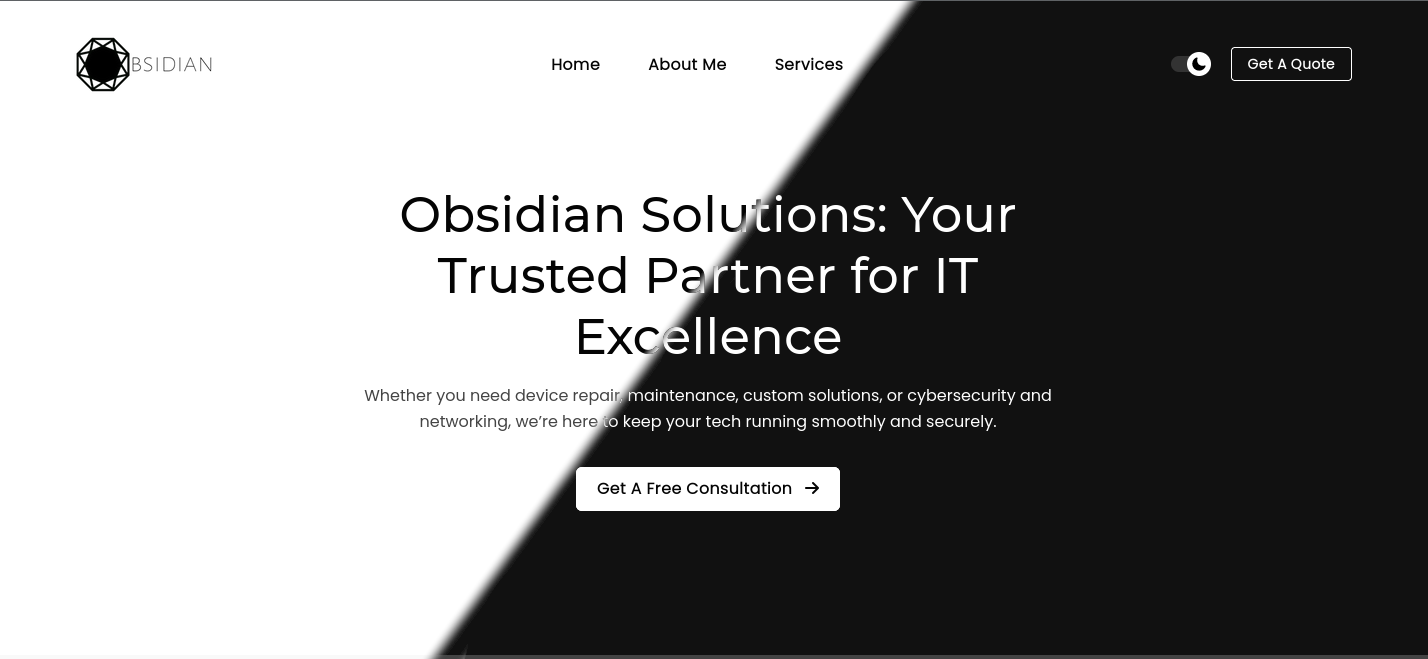 BSIDIAN
Home About Me Services
Get A Quote
Obsidian Solutions: Your
Trusted Partner for IT
Excellence
Whether you need device repair, maintenance, custom solutions, or cybersecurity and
networking, we’re here to keep your tech running smoothly and securely.
Get A Free Consultation →